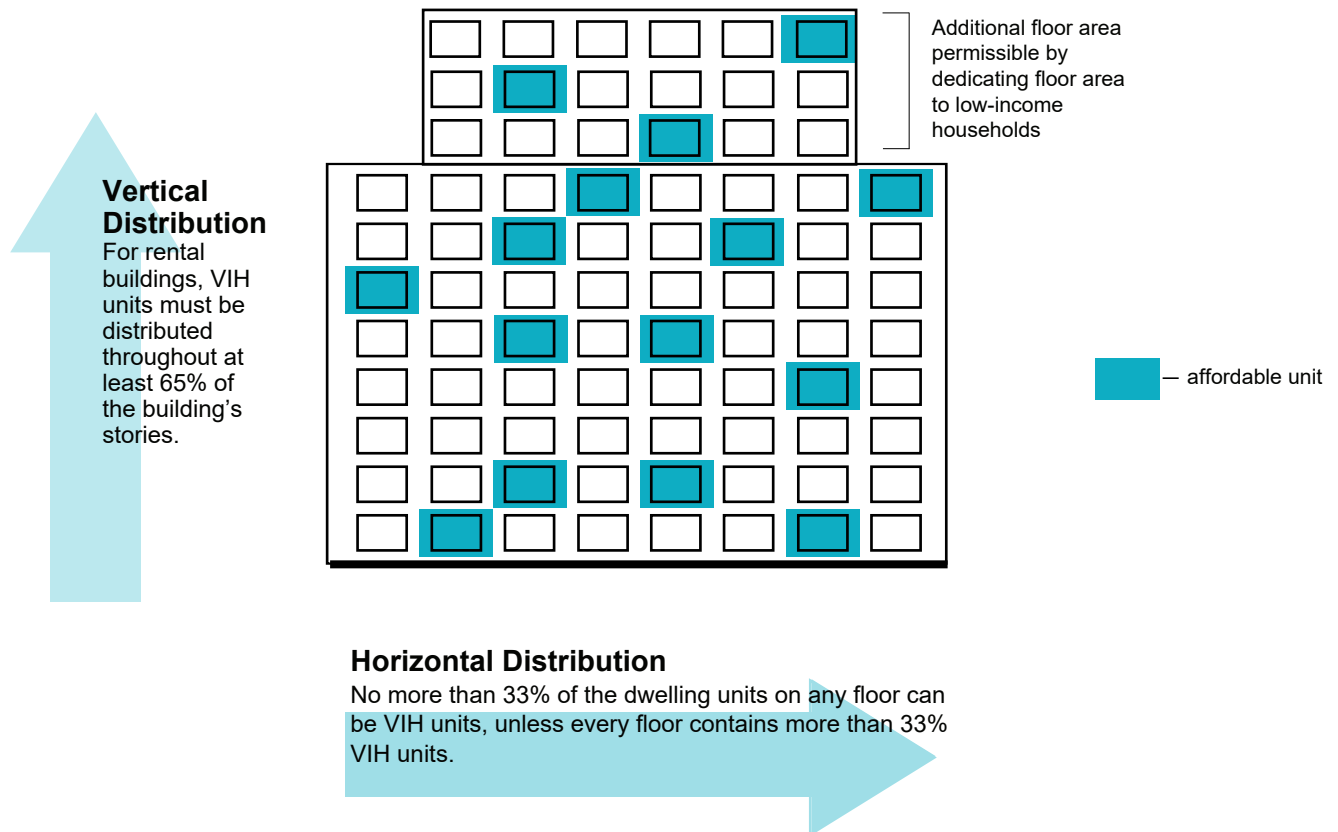 Additional floor area
permissible by
dedicating floor area
to low-income
households
Vertical
Distribution
For rental
buildings, VIH
units must be
distributed
throughout at
least 65% of
the building’s
stories.
— affordable unit
Horizontal Distribution
No more than 33% of the dwelling units on any floor can
be VIH units, unless every floor contains more than 33%
VIH units.